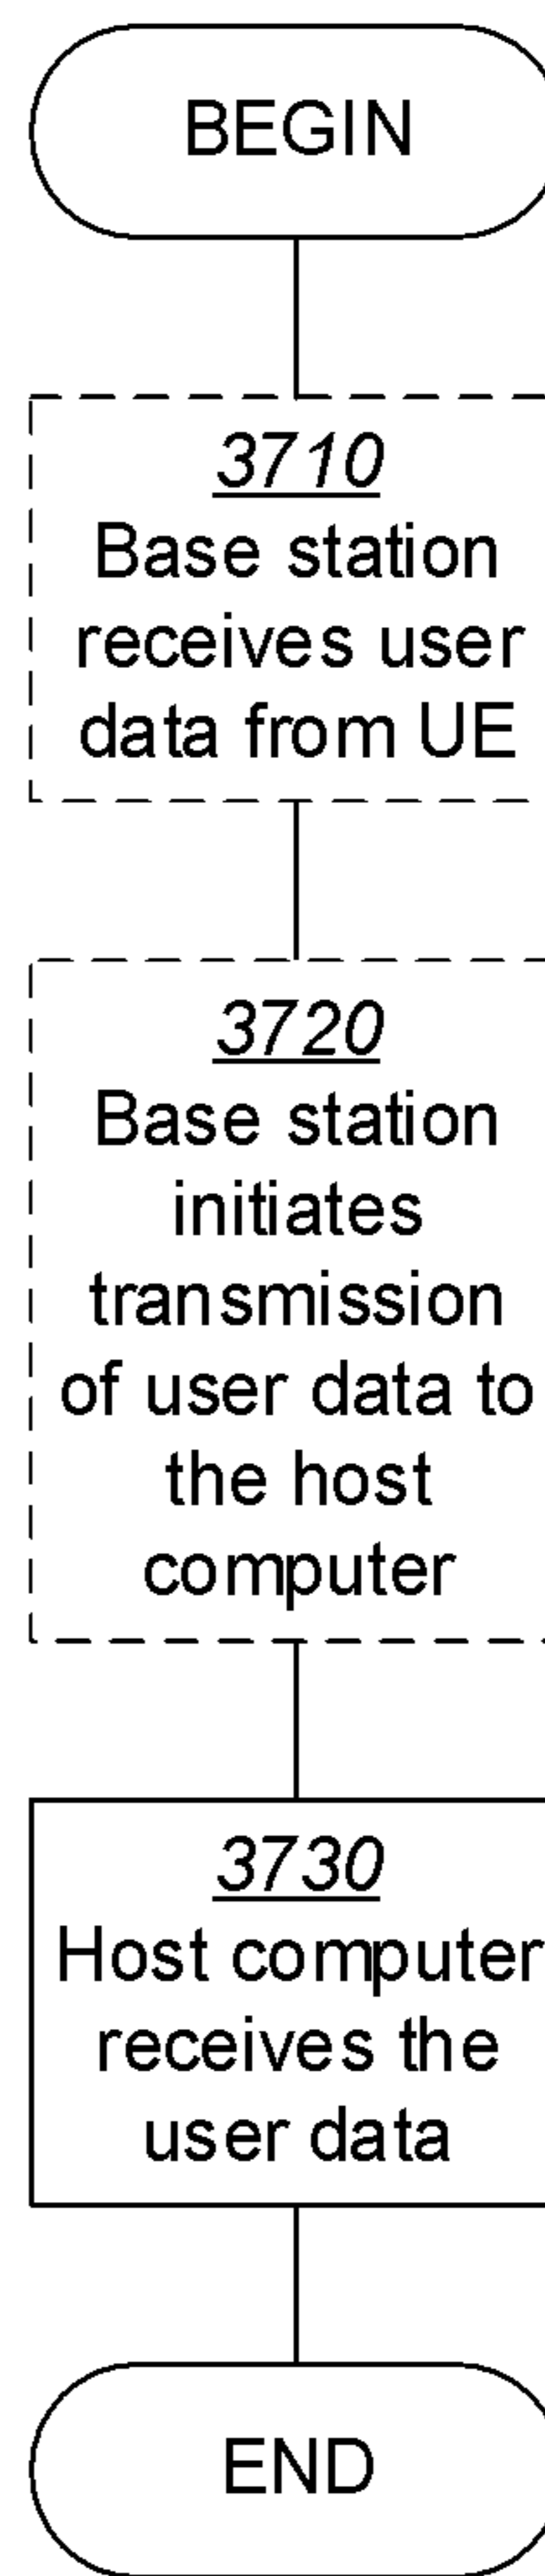 BEGIN
3710
Base station
receives user
data from UE
3720
Base station
initiates
transmission
of user data to
the host
computer
3730
Host computer
receives the
user data
END